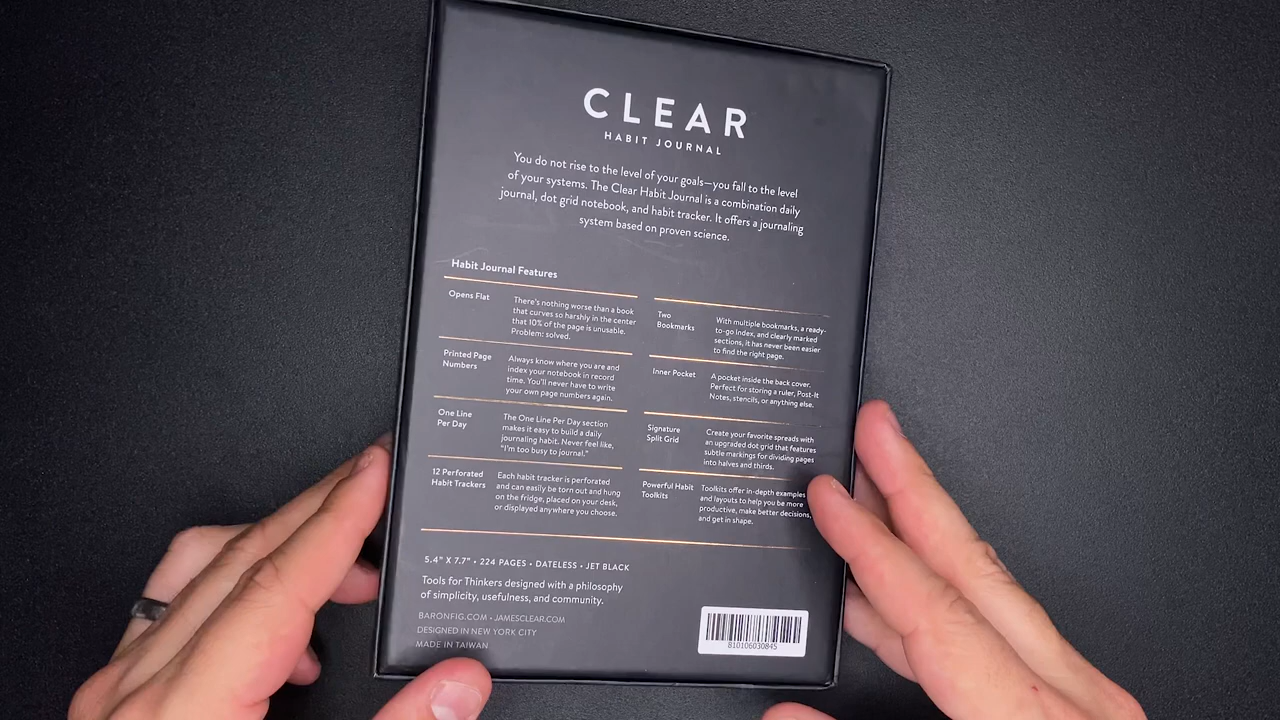 CLEAR
HABIT JOURNAL
You do not rise to the level of your goals—you fall to the level
of your systems. The Clear Habit Journal is a combination daily
journal, dot grid notebook, and habit tracker. It offers a journaling
system based on proven science.
Habit Journal Features
Opens Flat
There's nothing worse than a book
that curves so harshly in the center
that 10% of the page is unusable.
Problem: solved.
Printed Page
Numbers
Always know where you are and
index your notebook in record
time. You'll never have to write
your own page numbers again.
One Line
Per Day
The One Line Per Day section
makes it easy to build a daily
journaling habit. Never feel like,
"I'm too busy to journal."
12 Perforated
Habit Trackers
Each habit tracker is perforated
and can easily be torn out and hung
on the fridge, placed on your desk,
or displayed anywhere you choose.
Two
Bookmarks
With multiple bookmarks, a ready-
to-go index, and clearly marked
sections, it has never been easier
to find the right page.
Inner Pocket
A pocket inside the back cover.
Perfect for storing a ruler, Post-It
Notes, stencils, or anything else.
Signature
Split Grid
Create your favorite spreads with
an upgraded dot grid that features
subtle markings for dividing pages
into halves and thirds.
Powerful Habit
Toolkits
Toolkits offer in-depth examples
and layouts to help you be more
productive, make better decisions,
and get in shape.
5.4" X 7.7" • 224 PAGES • DATELESS • JET BLACK
Tools for Thinkers designed with a philosophy
of simplicity, usefulness, and community.
BARONFIG.COM • JAMESCLEAR.COM
DESIGNED IN NEW YORK CITY
MADE IN TAIWAN
810106030845